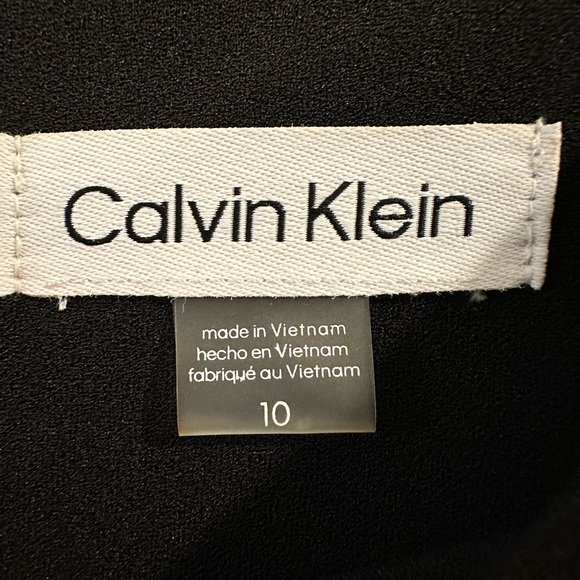 Calvin Klein
made in Vietnam
hecho en Vietnam
fabriqué au Vietnam
10